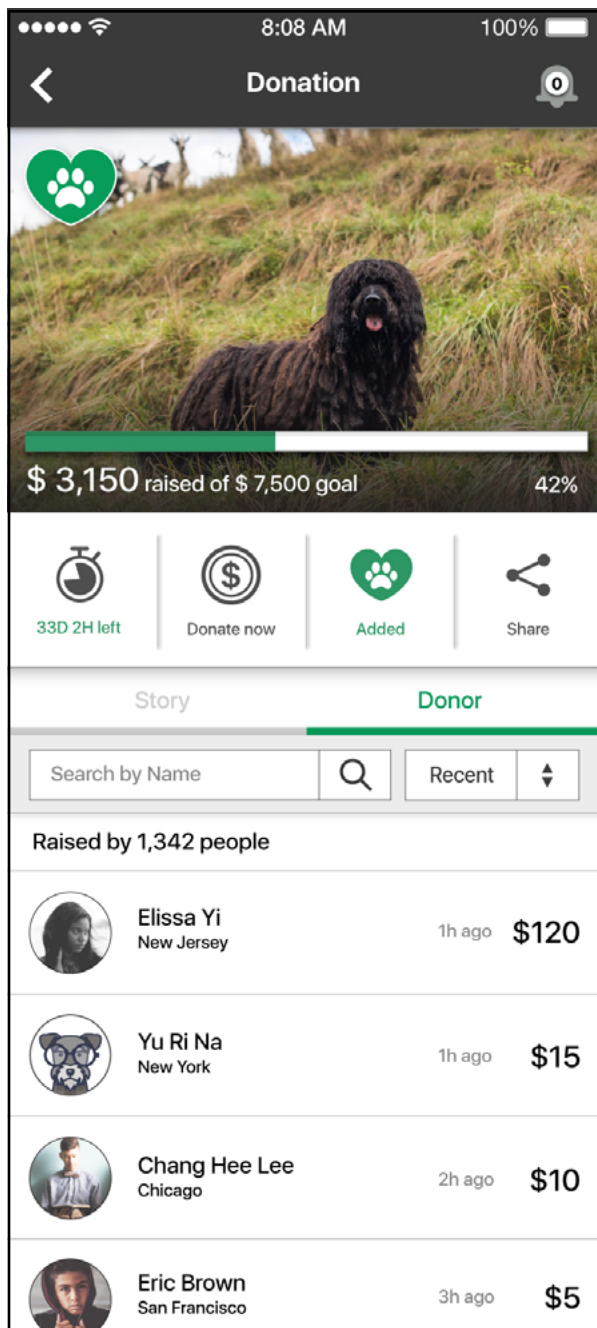 8:08 AM 100%
Donation 0
$ 3,150 raised of $ 7,500 goal 42%
33D 2H left Donate now Added Share
Story Donor
Search by Name Recent
Raised by 1,342 people
Elissa Yi
New Jersey
1h ago $120
Yu Ri Na
New York
1h ago $15
Chang Hee Lee
Chicago
2h ago $10
Eric Brown
San Francisco
3h ago $5